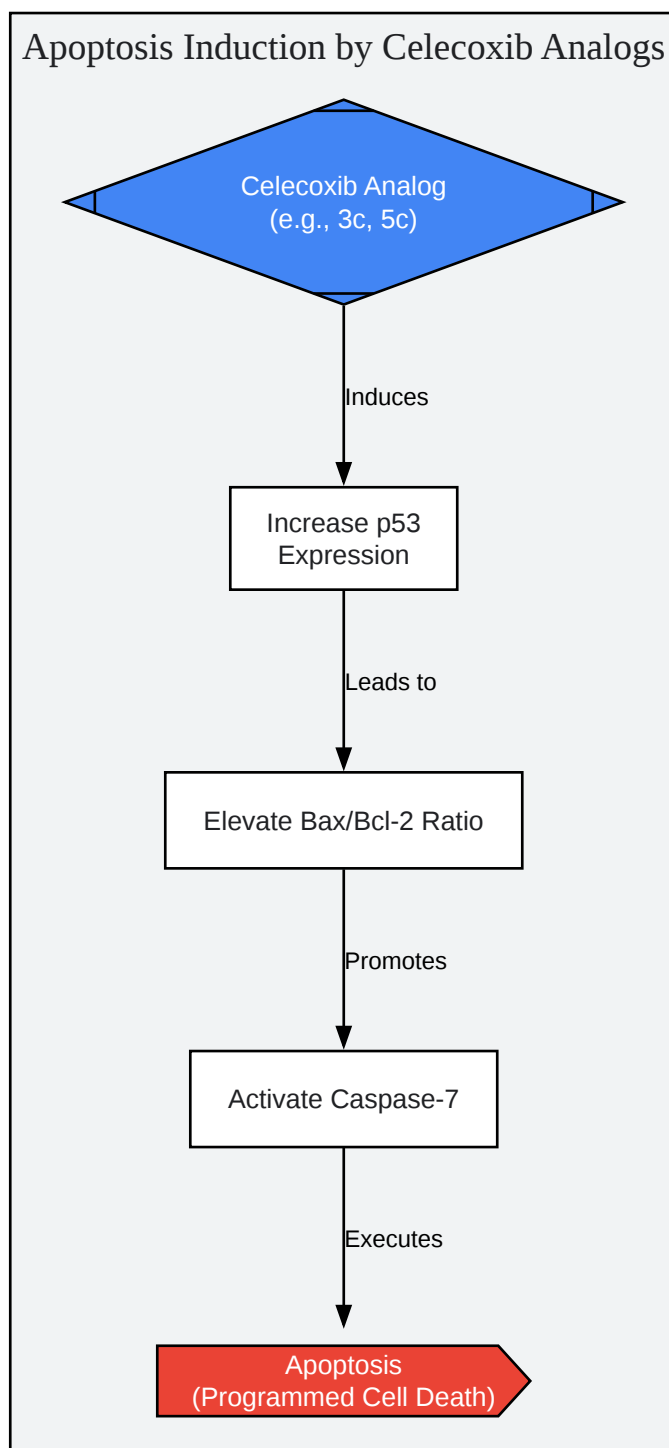 Apoptosis Induction by Celecoxib Analogs
Celecoxib Analog
(e.g., 3c, 5c)
Induces
Increase p53
Expression
Leads to
Elevate Bax/Bcl-2 Ratio
Promotes
Activate Caspase-7
Executes
Apoptosis
(Programmed Cell Death)